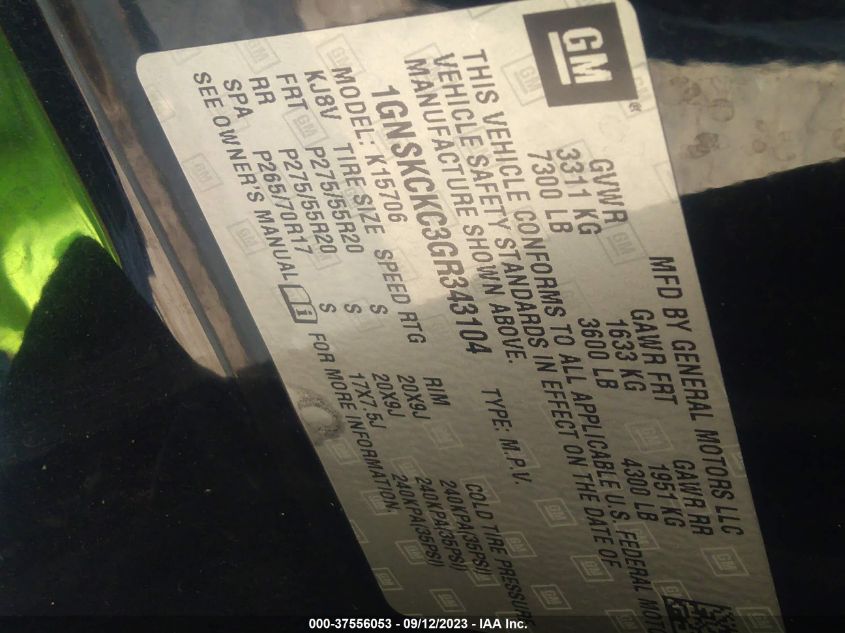 GM
MFD BY GENERAL MOTORS LLC
GVWR GAWR FRT GAWR RR
3311 KG 1633 KG 1951 KG
7300 LB 3600 LB 4300 LB
THIS VEHICLE CONFORMS TO ALL APPLICABLE U.S. FEDERAL MOT
VEHICLE SAFETY STANDARDS IN EFFECT ON THE DATE OF
MANUFACTURE SHOWN ABOVE.
1GNSKCKC3GR343104 TYPE: M.P.V.
MODEL: K15706
KJ8V TIRE SIZE SPEED RTG RIM COLD TIRE PRESSURE
FRT P275/55R20 S 20X9J 240KPA(35PSI)
RR P275/55R20 S 20X9J 240KPA(35PSI)
SPA P265/70R17 S 17X7.5J 240KPA(35PSI)
SEE OWNER'S MANUAL i FOR MORE INFORMATION.
000-37556053 - 09/12/2023 - © IAA Inc.